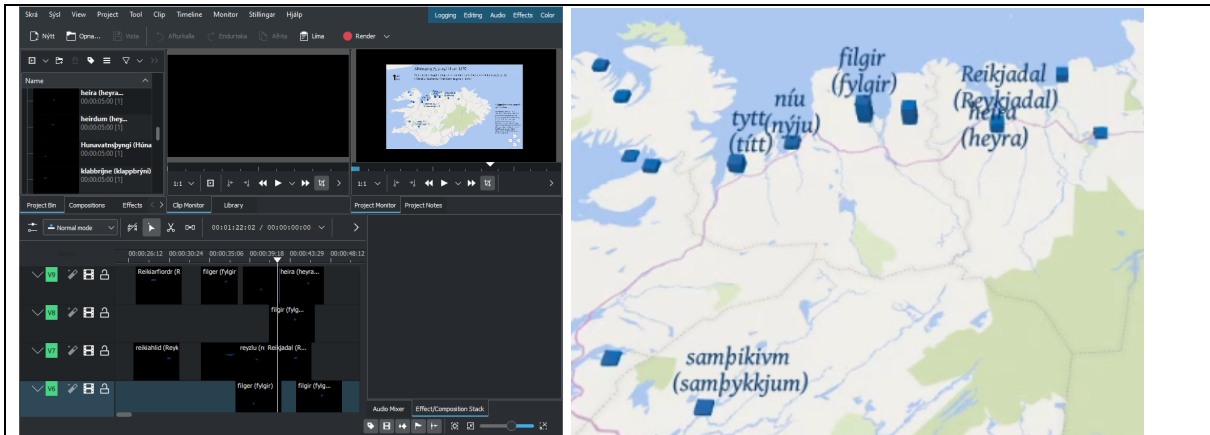 Skrá Sýsl View Project Tool Clip Timeline Monitor Stillingar Hjálp
Logging Editing Audio Effects Color
Nýtt Opna... Vista Afturkalla Endurtaka Afrita Líma Render
Name
heira (heyra...
00:00:05:00 [1]
heirdum (hey...
00:00:05:00 [1]
Hunavatnsþyngi (Húna
00:00:05:00 [1]
klabbrijne (klappbrýni)
00:00:05:00 [1]
1:1
1:1
Project Bin Compositions Effects
Clip Monitor Library
Project Monitor Project Notes
Normal mode
00:01:22:02 / 00:00:00:00
00:00:26:12 00:00:30:24 00:00:35:06 00:00:39:18 00:00:43:29 00:00:48:12
V9
Reikiarfiordr (R
filger (fylgir
heira (heyra...
V8
filgir (fylg...
V7
reikiahlid (Reyk
reyzlu (n
Reikjadal (R...
V6
filger (fylgir)
filgir (fylg...
Audio Mixer Effect/Composition Stack
filgir
(fylgir)
Reikjadal
(Reykjadal)
heira
(heyra)
níu
(nýju)
tytt
(títt)
samþikivm
(samþykkjum)